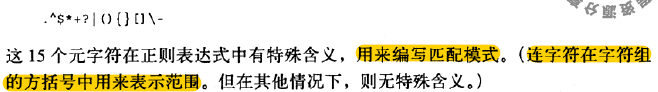 .^$*+?|(){}[]\-
这 15 个元字符在正则表达式中有特殊含义，用来编写匹配模式。（连字符在字符组
的方括号中用来表示范围。但在其他情况下，则无特殊含义。）